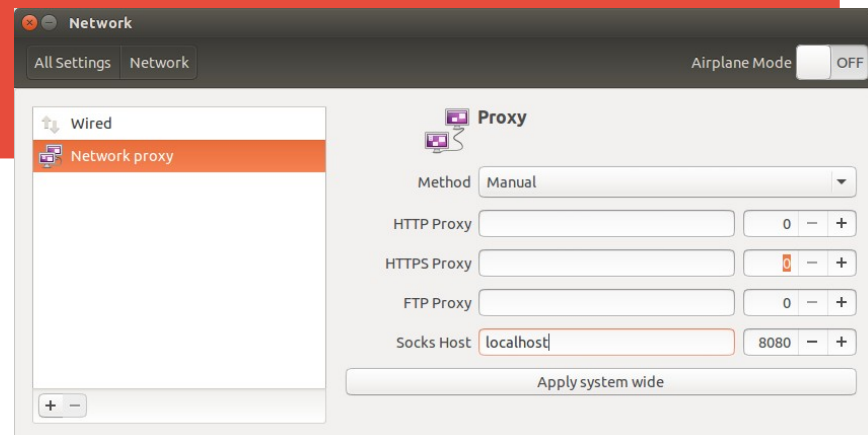 Network
All Settings Network Airplane Mode OFF
Wired
Network proxy
Proxy
Method Manual
HTTP Proxy 0 - +
HTTPS Proxy 0 - +
FTP Proxy 0 - +
Socks Host localhost 8080 - +
Apply system wide
+ -